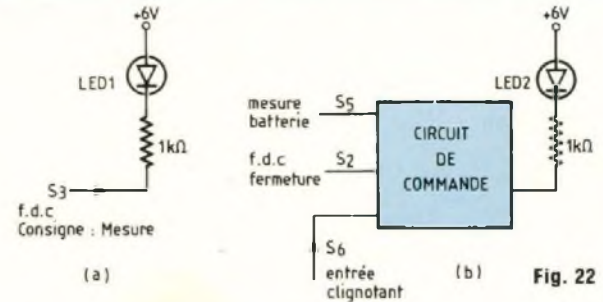 +6V
LED1
1kΩ
S3
f.d.c
Consigne : Mesure
(a)
+6V
LED2
1kΩ
mesure
batterie
S5
f.d.c
fermeture
S2
CIRCUIT
DE
COMMANDE
S6
entrée
clignotant
(b)
Fig. 22